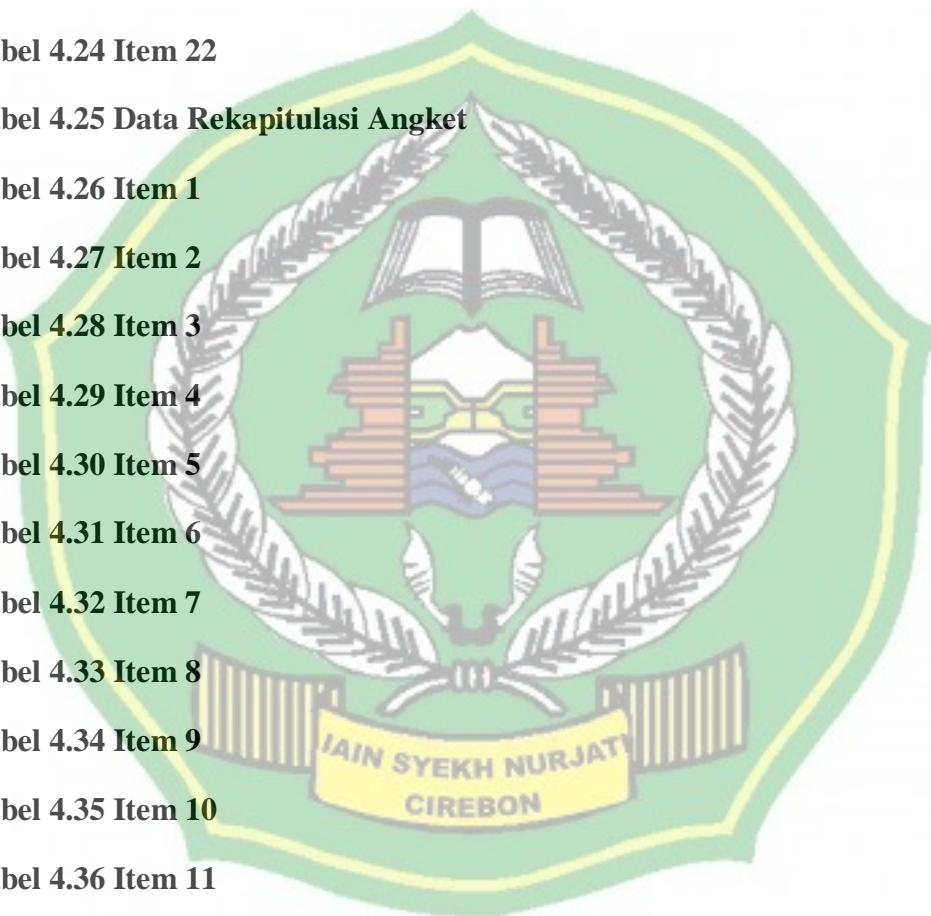 bel 4.24 Item 22
bel 4.25 Data Rekapitulasi Angket
bel 4.26 Item 1
bel 4.27 Item 2
bel 4.28 Item 3
bel 4.29 Item 4
bel 4.30 Item 5
bel 4.31 Item 6
bel 4.32 Item 7
bel 4.33 Item 8
bel 4.34 Item 9
bel 4.35 Item 10
bel 4.36 Item 11
IAIN SYEKH NURJATI
CIREBON